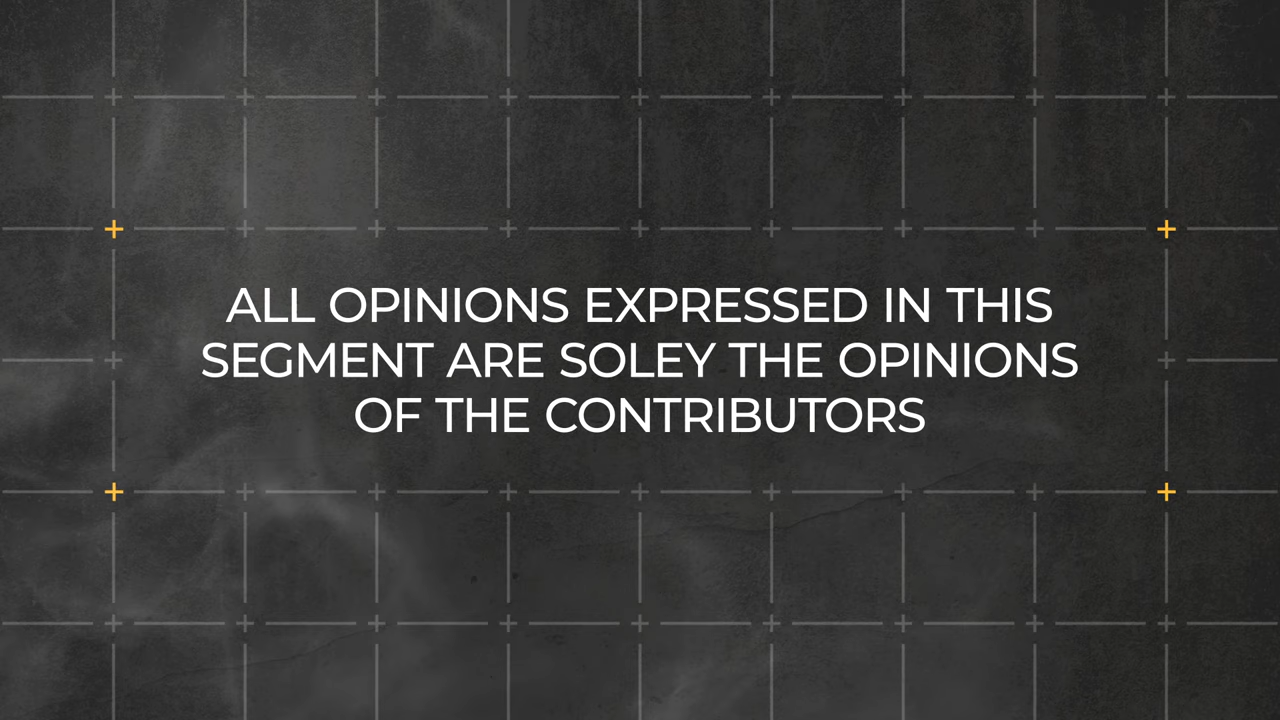 ALL OPINIONS EXPRESSED IN THIS
SEGMENT ARE SOLEY THE OPINIONS
OF THE CONTRIBUTORS